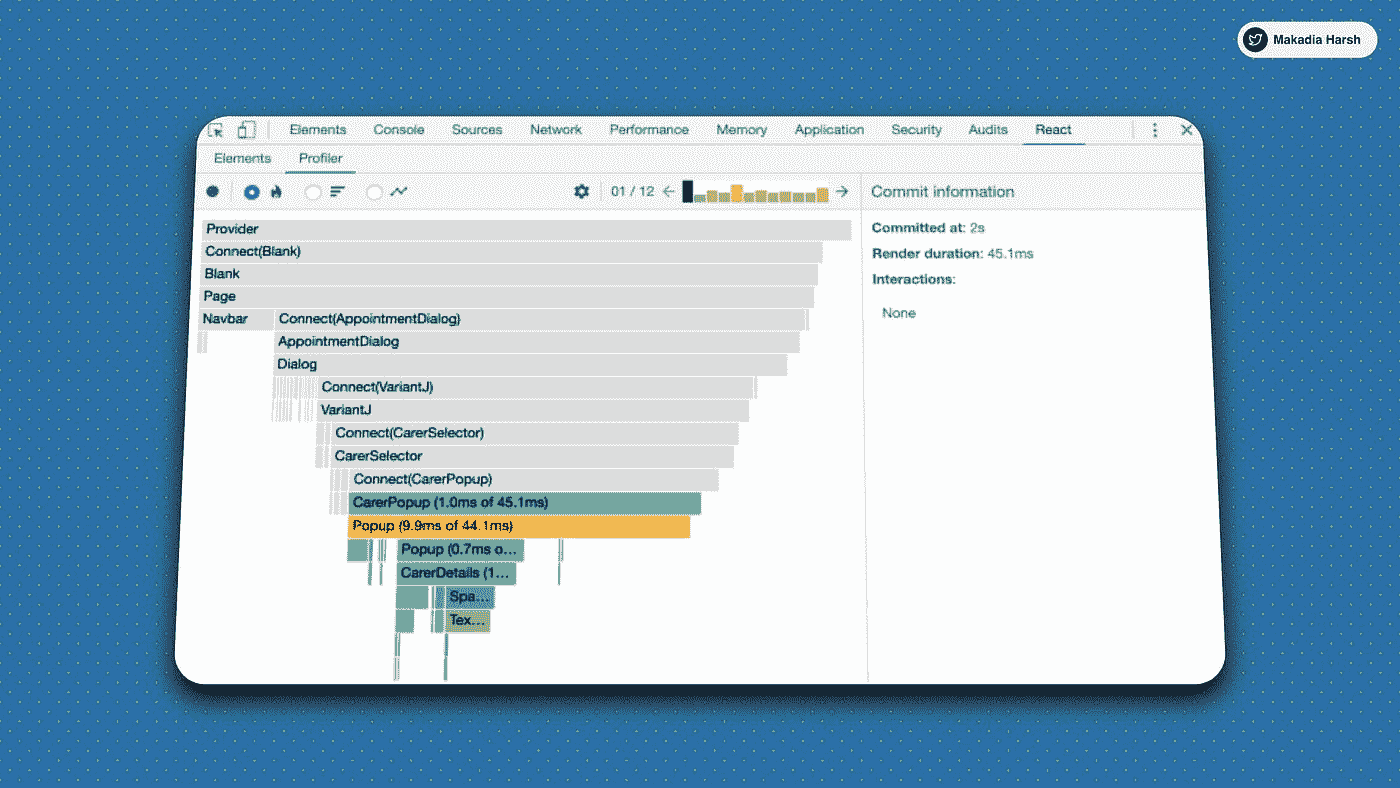 Makadia Harsh
Elements Console Sources Network Performance Memory Application Security Audits React
Elements Profiler
01 / 12
Commit information
Provider
Committed at: 2s
Connect(Blank)
Render duration: 45.1ms
Blank
Interactions:
Page
None
Navbar Connect(AppointmentDialog)
AppointmentDialog
Dialog
Connect(VariantJ)
VariantJ
Connect(CarerSelector)
CarerSelector
Connect(CarerPopup)
CarerPopup (1.0ms of 45.1ms)
Popup (9.9ms of 44.1ms)
Popup (0.7ms o...
CarerDetails (1...
Spa...
Tex...